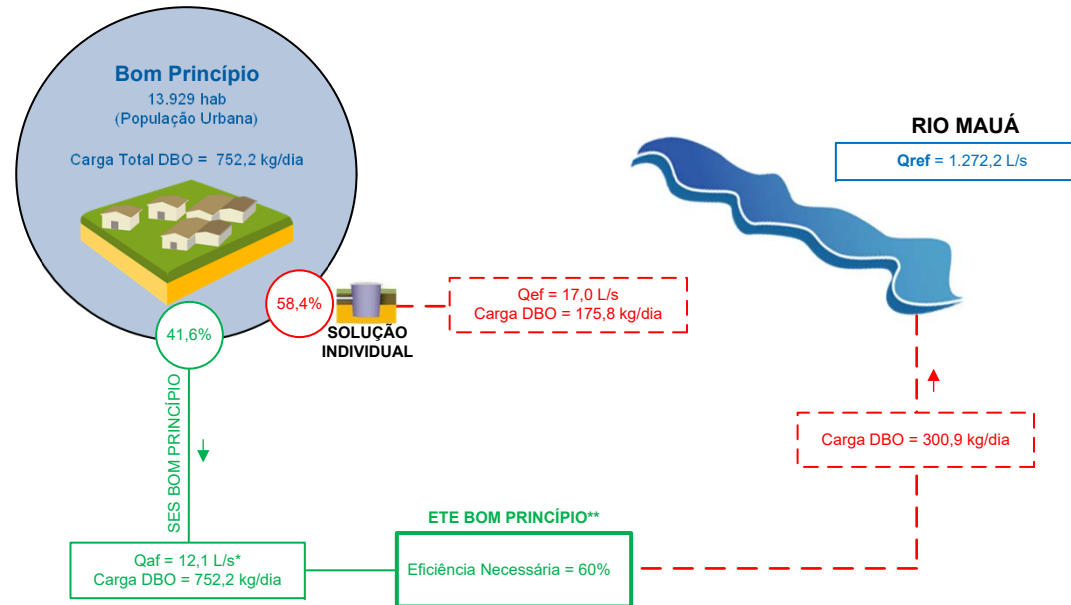 Bom Princípio
13.929 hab
(População Urbana)
Carga Total DBO = 752,2 kg/dia
RIO MAUÁ
Qref = 1.272,2 L/s
58,4%
SOLUÇÃO
INDIVIDUAL
Qef = 17,0 L/s
Carga DBO = 175,8 kg/dia
41,6%
SES BOM PRINCÍPIO
Carga DBO = 300,9 kg/dia
ETE BOM PRINCÍPIO**
Qaf = 12,1 L/s*
Carga DBO = 752,2 kg/dia
Eficiência Necessária = 60%